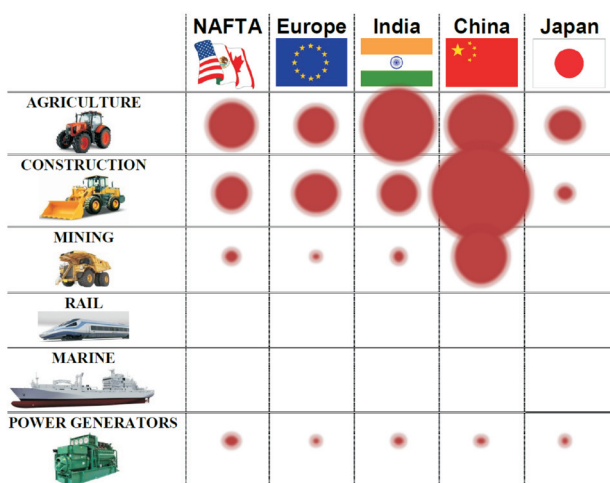 NAFTA Europe India China Japan
AGRICULTURE
CONSTRUCTION
MINING
RAIL
MARINE
POWER GENERATORS